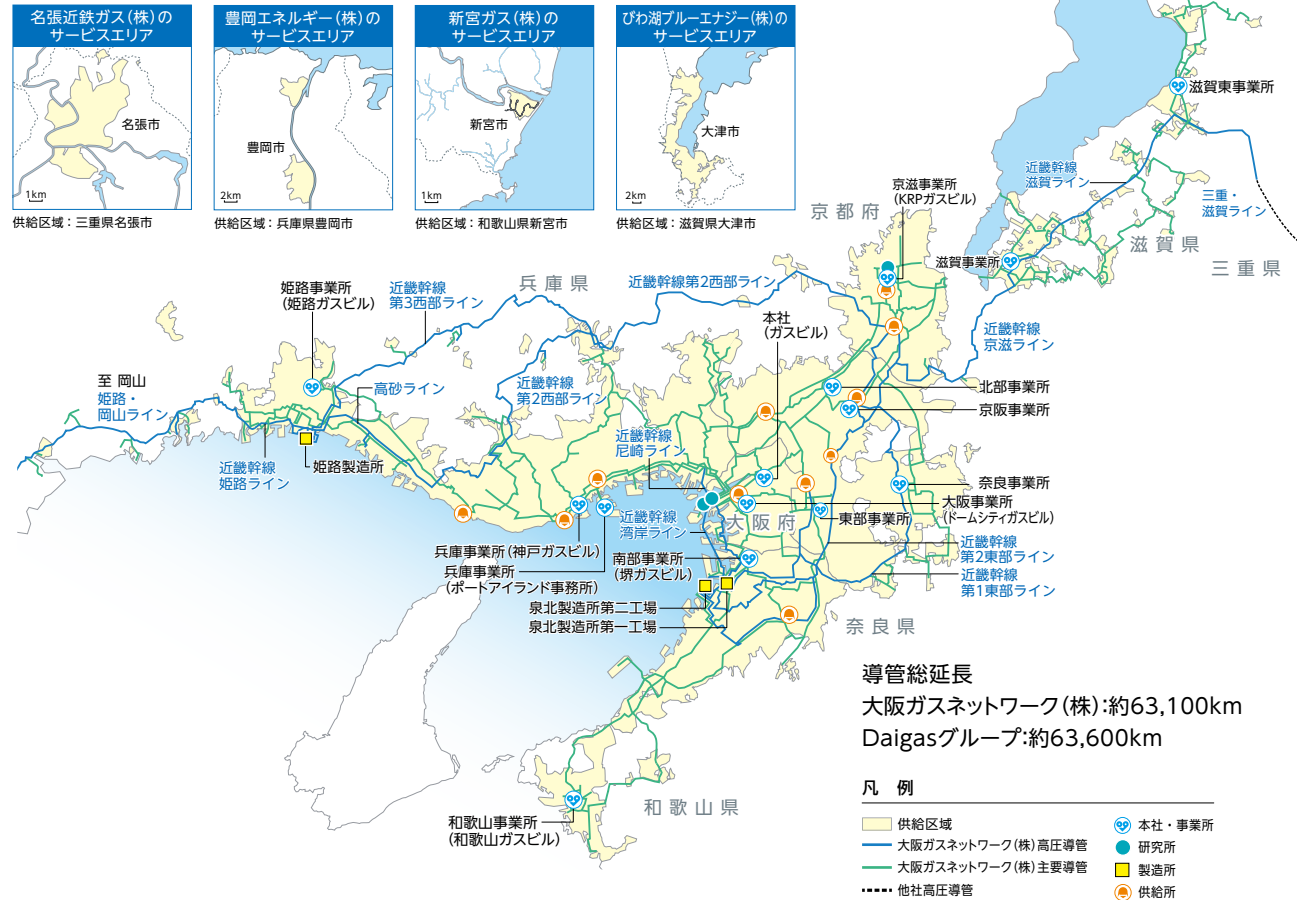 名張近鉄ガス(株)の
サービスエリア
名張市
1km
供給区域：三重県名張市
豊岡エネルギー(株)の
サービスエリア
豊岡市
2km
供給区域：兵庫県豊岡市
新宮ガス(株)の
サービスエリア
新宮市
1km
供給区域：和歌山県新宮市
びわ湖ブルーエナジー(株)の
サービスエリア
大津市
2km
供給区域：滋賀県大津市
滋賀東事業所
近畿幹線
滋賀ライン
三重・
滋賀ライン
京滋事業所
(KRPガスビル)
京都府
滋賀県
三重県
滋賀事業所
兵庫県
近畿幹線第2西部ライン
姫路事業所
(姫路ガスビル)
近畿幹線
第3西部ライン
本社
(ガスビル)
近畿幹線
京滋ライン
至 岡山
姫路・
岡山ライン
高砂ライン
近畿幹線
第2西部ライン
北部事業所
京阪事業所
近畿幹線
尼崎ライン
近畿幹線
姫路ライン
姫路製造所
奈良事業所
大阪事業所
(ドームシティガスビル)
近畿幹線
湾岸ライン
大阪府
東部事業所
兵庫事業所(神戸ガスビル)
兵庫事業所
(ポートアイランド事務所)
南部事業所
(堺ガスビル)
近畿幹線
第2東部ライン
近畿幹線
第1東部ライン
泉北製造所第二工場
泉北製造所第一工場
奈良県
導管総延長
大阪ガスネットワーク(株)：約63,100km
Daigasグループ：約63,600km
和歌山県
和歌山事業所
(和歌山ガスビル)
凡 例
供給区域
大阪ガスネットワーク(株)高圧導管
大阪ガスネットワーク(株)主要導管
他社高圧導管
本社・事業所
研究所
製造所
供給所